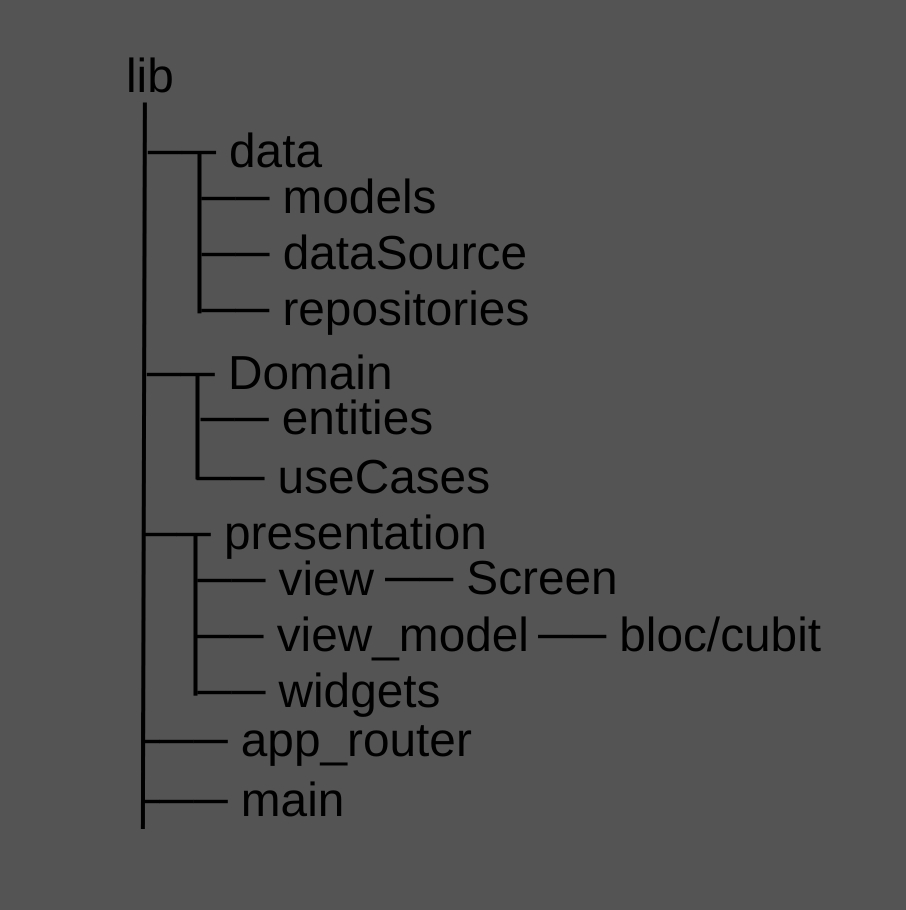 lib
data
models
dataSource
repositories
Domain
entities
useCases
presentation
view Screen
view_model bloc/cubit
widgets
app_router
main